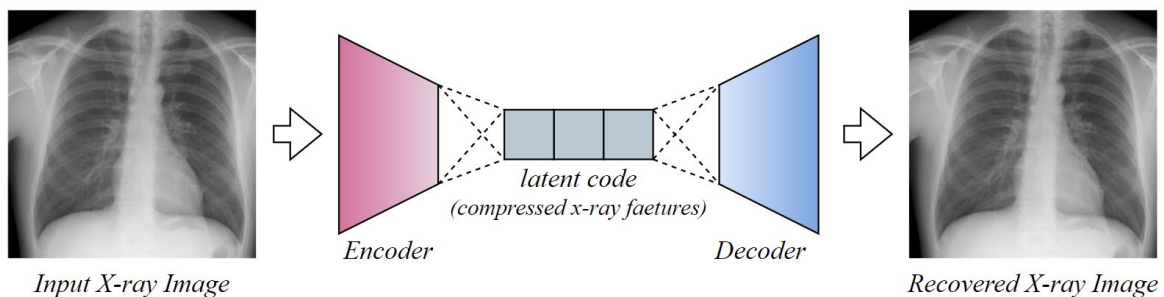 latent code
(compressed x-ray faetures)
Encoder
Decoder
Input X-ray Image
Recovered X-ray Image